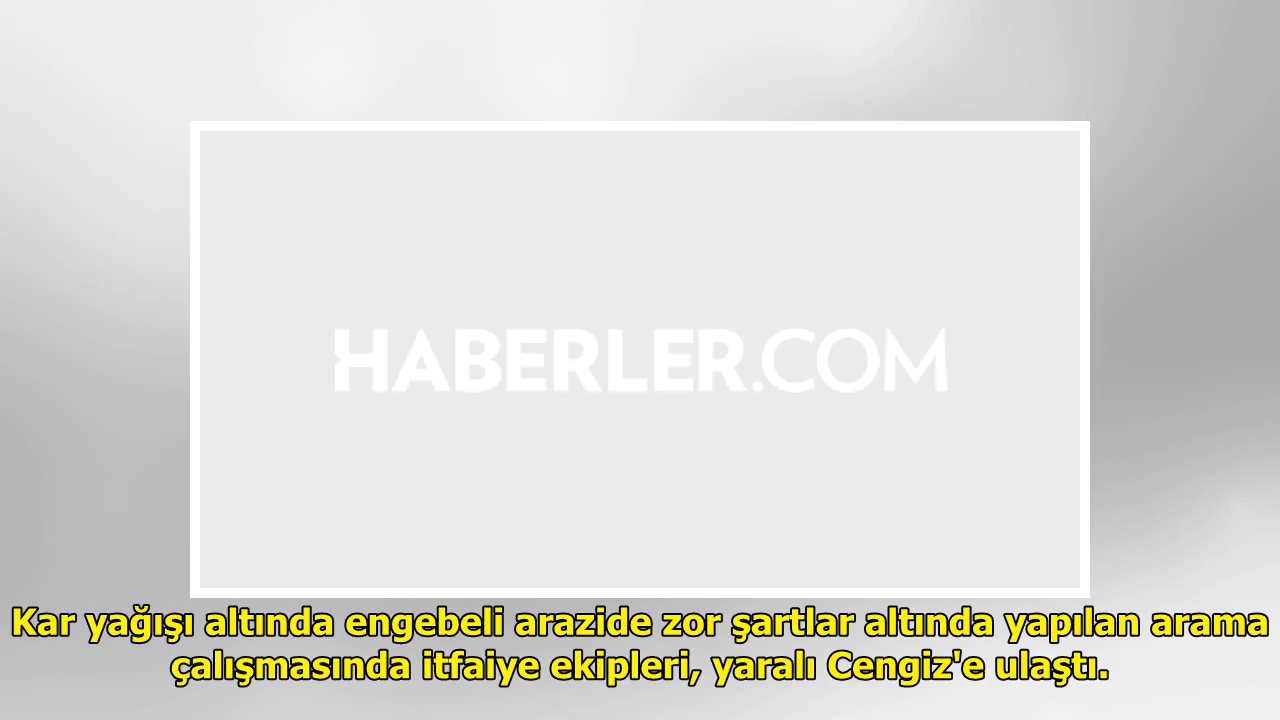 HABERLER.COM
Kar yağışı altında engebeli arazide zor şartlar altında yapılan arama
çalışmasında itfaiye ekipleri, yaralı Cengiz'e ulaştı.